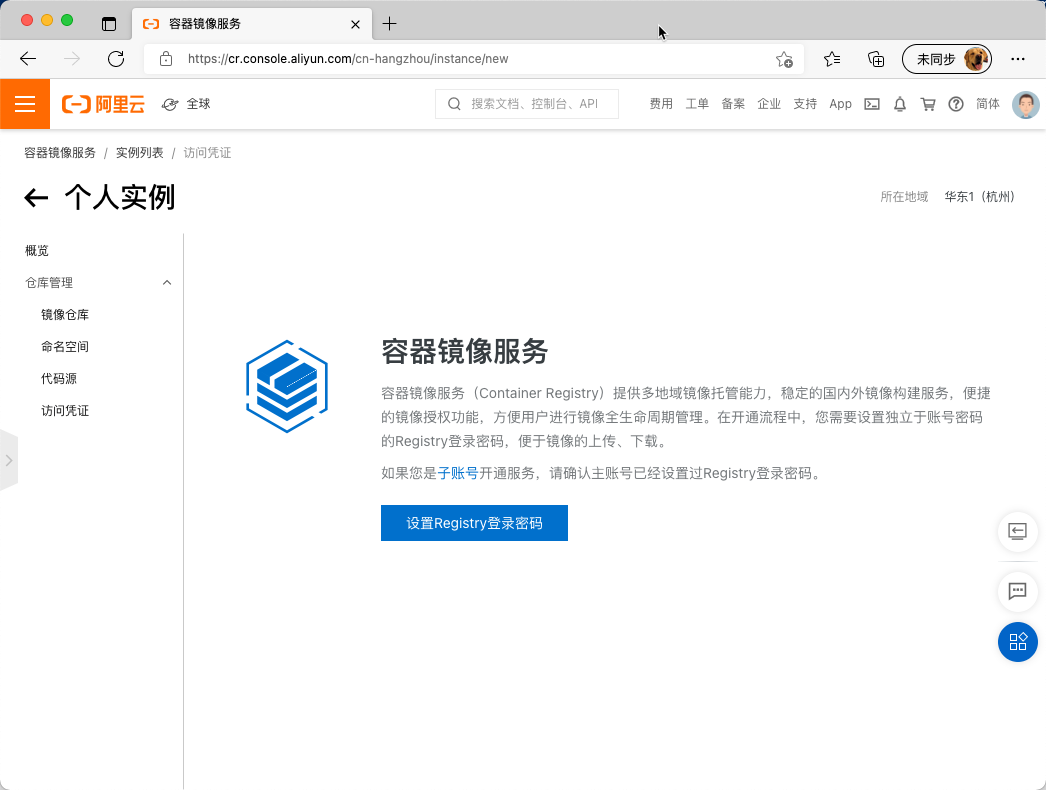 容器镜像服务
https://cr.console.aliyun.com/cn-hangzhou/instance/new
未同步
阿里云
全球
搜索文档、控制台、API
费用 工单 备案 企业 支持 App 简体
容器镜像服务 / 实例列表 / 访问凭证
个人实例
所在地域 华东1（杭州）
概览
仓库管理
镜像仓库
命名空间
代码源
访问凭证
容器镜像服务
容器镜像服务（Container Registry）提供多地域镜像托管能力，稳定的国内外镜像构建服务，便捷
的镜像授权功能，方便用户进行镜像全生命周期管理。在开通流程中，您需要设置独立于账号密码
的Registry登录密码，便于镜像的上传、下载。
如果您是子账号开通服务，请确认主账号已经设置过Registry登录密码。
设置Registry登录密码